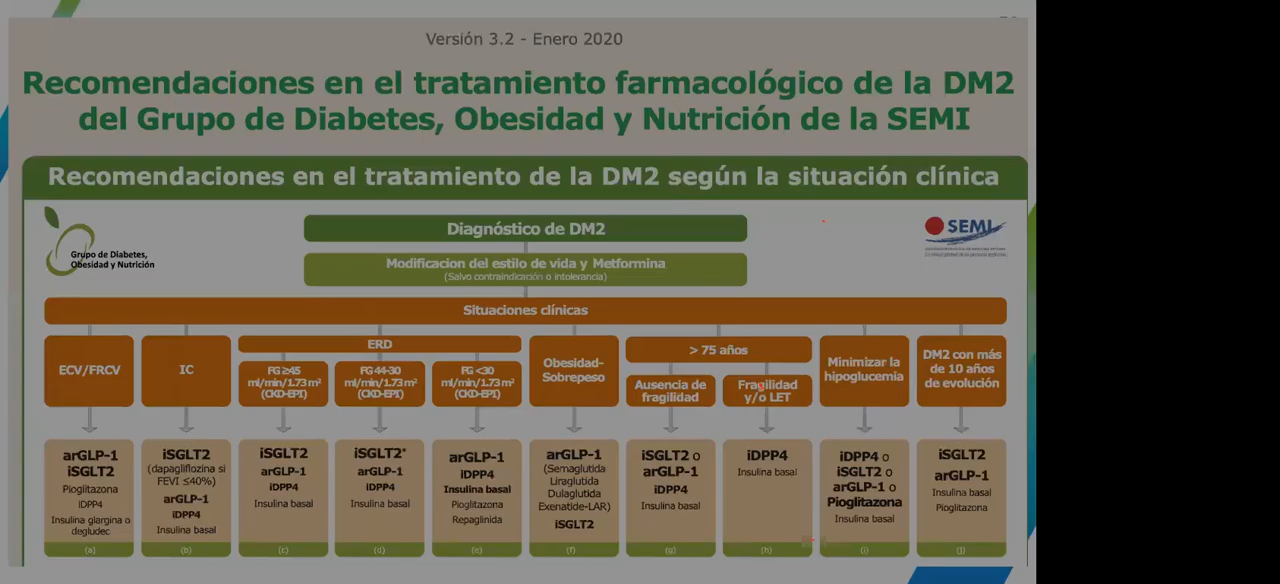 Versión 3.2 - Enero 2020
Recomendaciones en el tratamiento farmacológico de la DM2
del Grupo de Diabetes, Obesidad y Nutrición de la SEMI
Recomendaciones en el tratamiento de la DM2 según la situación clínica
Grupo de Diabetes,
Obesidad y Nutrición
SEMI
Diagnóstico de DM2
Modificacion del estilo de vida y Metformina
(Salvo contraindicación o intolerancia)
Situaciones clínicas
ECV/FRCV
IC
ERD
FG ≥45
ml/min/1.73 m²
(CKD-EPI)
FG 44-30
ml/min/1.73 m²
(CKD-EPI)
FG <30
ml/min/1.73 m²
(CKD-EPI)
Obesidad-
Sobrepeso
> 75 años
Ausencia de
fragilidad
Fragilidad
y/o LET
Minimizar la
hipoglucemia
DM2 con más
de 10 años
de evolución
arGLP-1
iSGLT2
Pioglitazona
iDPP4
Insulina glargina o
degludec
(a)
iSGLT2
(dapagliflozina si
FEVI ≤40%)
arGLP-1
iDPP4
Insulina basal
(b)
iSGLT2
arGLP-1
iDPP4
Insulina basal
(c)
iSGLT2*
arGLP-1
iDPP4
Insulina basal
(d)
arGLP-1
iDPP4
Insulina basal
Pioglitazona
Repaglinida
(e)
arGLP-1
(Semaglutida
Liraglutida
Dulaglutida
Exenatide-LAR)
iSGLT2
(f)
iSGLT2 o
arGLP-1
iDPP4
Insulina basal
(g)
iDPP4
Insulina basal
(h)
iDPP4 o
iSGLT2 o
arGLP-1 o
Pioglitazona
Insulina basal
(i)
iSGLT2
arGLP-1
Insulina basal
Pioglitazona
(j)